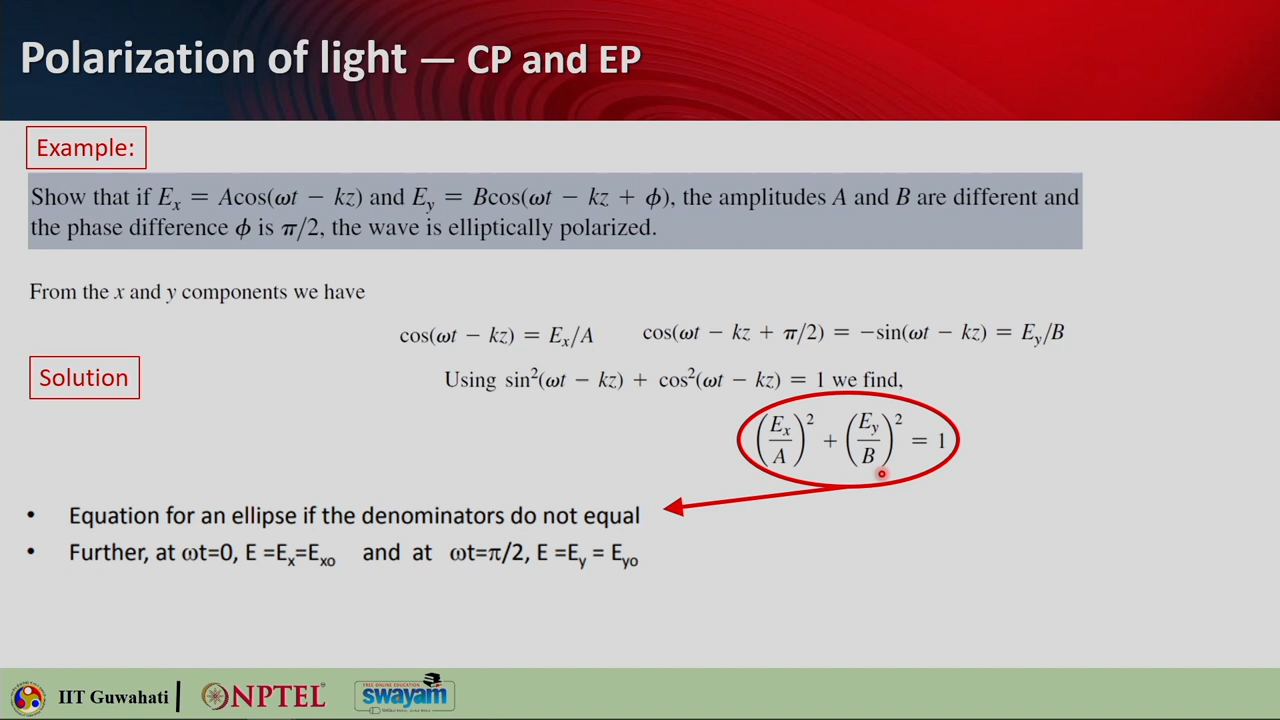 Polarization of light — CP and EP
Example:
Show that if Eₓ = Acos(ωt − kz) and E_y = Bcos(ωt − kz + ϕ), the amplitudes A and B are different and
the phase difference ϕ is π/2, the wave is elliptically polarized.
From the x and y components we have
cos(ωt − kz) = Eₓ/A cos(ωt − kz + π/2) = −sin(ωt − kz) = E_y/B
Solution
Using sin²(ωt − kz) + cos²(ωt − kz) = 1 we find,
(Eₓ/A)² + (E_y/B)² = 1
• Equation for an ellipse if the denominators do not equal
• Further, at ωt=0, E =Eₓ=Eₓₒ and at ωt=π/2, E =E_y = E_yo
IIT Guwahati | NPTEL FREE ONLINE EDUCATION
swayam